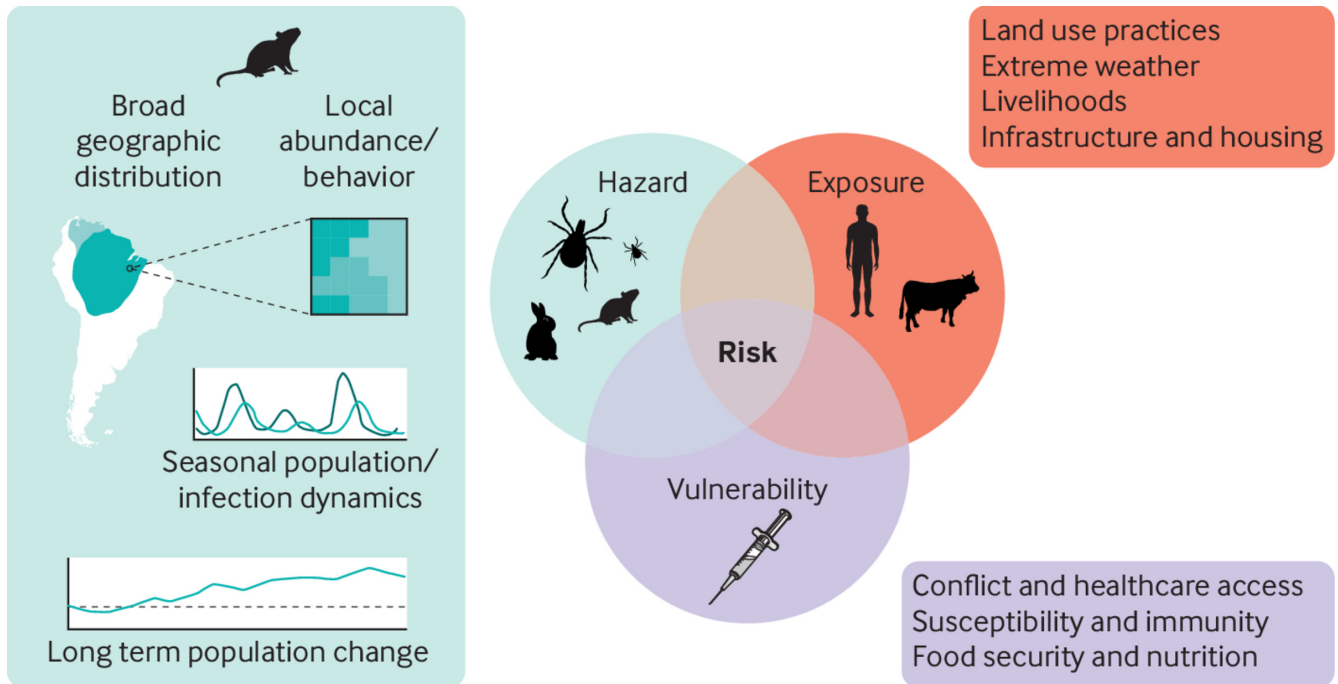 Broad
geographic
distribution
Local
abundance/
behavior
Seasonal population/
infection dynamics
Long term population change
Hazard
Exposure
Risk
Vulnerability
Land use practices
Extreme weather
Livelihoods
Infrastructure and housing
Conflict and healthcare access
Susceptibility and immunity
Food security and nutrition